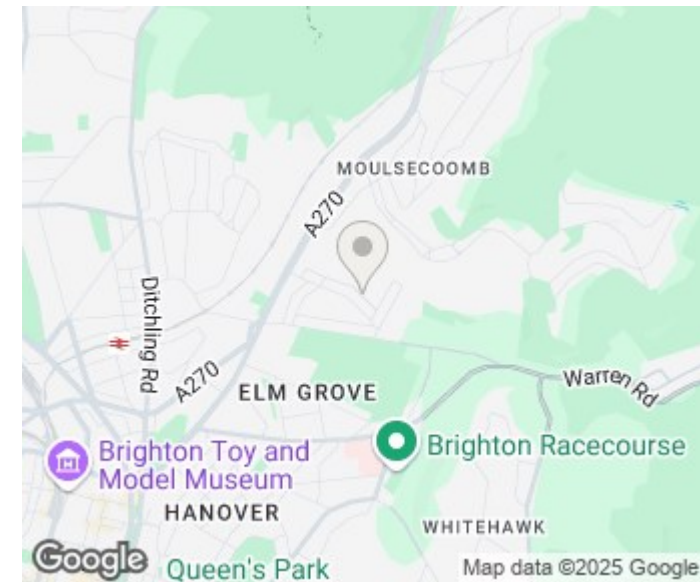 MOULSECOOMB
A270
Ditchling Rd
A270
ELM GROVE
Warren Rd
Brighton Toy and
Model Museum
Brighton Racecourse
HANOVER
WHITEHAWK
Queen's Park
Google
Map data ©2025 Google